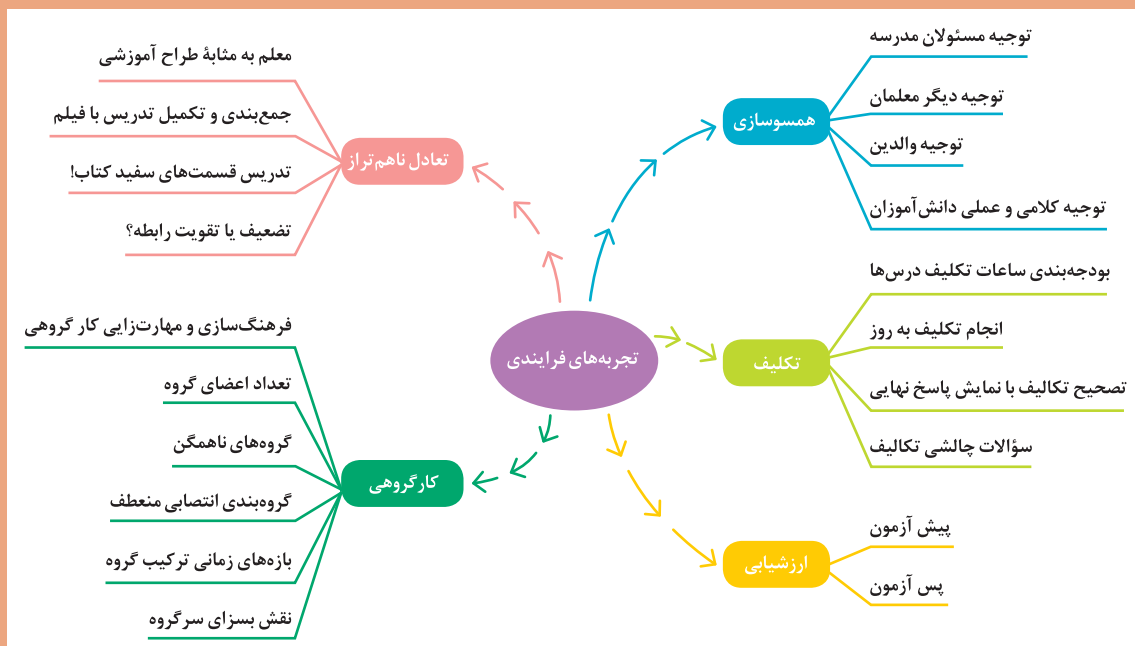 تجربه‌های فرایندی
همسوسازی
توجیه مسئولان مدرسه
توجیه دیگر معلمان
توجیه والدین
توجیه کلامی و عملی دانش‌آموزان
تکلیف
بودجه‌بندی ساعات تکلیف درس‌ها
انجام تکلیف به روز
تصحیح تکالیف با نمایش پاسخ نهایی
سؤالات چالشی تکالیف
ارزشیابی
پیش آزمون
پس آزمون
تعادل ناهم‌تراز
معلم به مثابۀ طراح آموزشی
جمع‌بندی و تکمیل تدریس با فیلم
تدریس قسمت‌های سفید کتاب!
تضعیف یا تقویت رابطه؟
کارگروهی
فرهنگ‌سازی و مهارت‌زایی کار گروهی
تعداد اعضای گروه
گروه‌های ناهمگن
گروه‌بندی انتصابی منعطف
بازه‌های زمانی ترکیب گروه
نقش بسزای سرگروه